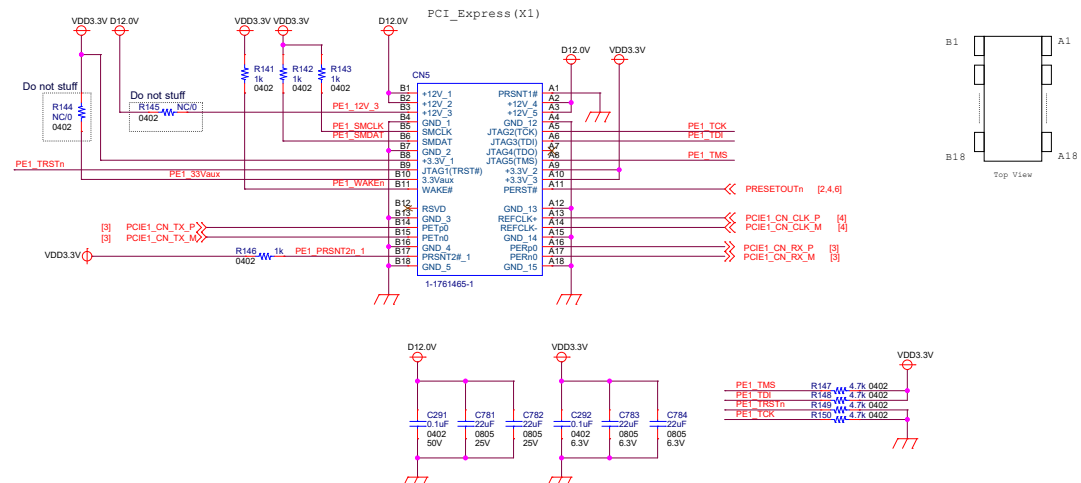 PCI_Express(X1)
VDD3.3V D12.0V VDD3.3V VDD3.3V D12.0V
D12.0V VDD3.3V
CN5
Do not stuff
R144
NC/0
0402
Do not stuff
R145 NC/0
0402
R141
1k
0402
R142
1k
0402
R143
1k
0402
PE1_12V_3
PE1_SMCLK
PE1_SMDAT
PE1_TRSTn
PE1_33Vaux
PE1_WAKEn
[3] PCIE1_CN_TX_P
[3] PCIE1_CN_TX_M
VDD3.3V
R146 1k
0402
PE1_PRSNT2n_1
B1 +12V_1
B2 +12V_2
B3 +12V_3
B4 GND_1
B5 SMCLK
B6 SMDAT
B7 GND_2
B8 +3.3V_1
B9 JTAG1(TRST#)
B10 3.3Vaux
B11 WAKE#
B12 RSVD
B13 GND_3
B14 PETp0
B15 PETn0
B16 GND_4
B17 PRSNT2#_1
B18 GND_5
PRSNT1# A1
+12V_4 A2
+12V_5 A3
GND_12 A4
JTAG2(TCK) A5
JTAG3(TDI) A6
JTAG4(TDO) A7
JTAG5(TMS) A8
+3.3V_2 A9
+3.3V_3 A10
PERST# A11
GND_13 A12
REFCLK+ A13
REFCLK- A14
GND_14 A15
PERp0 A16
PERn0 A17
GND_15 A18
1-1761465-1
PE1_TCK
PE1_TDI
PE1_TMS
PRESETOUTn [2,4,6]
PCIE1_CN_CLK_P [4]
PCIE1_CN_CLK_M [4]
PCIE1_CN_RX_P [3]
PCIE1_CN_RX_M [3]
B1 A1
B18 A18
Top View
D12.0V
C291
0.1uF
0402
50V
C781
22uF
0805
25V
C782
22uF
0805
25V
VDD3.3V
C292
0.1uF
0402
6.3V
C783
22uF
0805
6.3V
C784
22uF
0805
6.3V
VDD3.3V
PE1_TMS R147 4.7k 0402
PE1_TDI R148 4.7k 0402
PE1_TRSTn R149 4.7k 0402
PE1_TCK R150 4.7k 0402